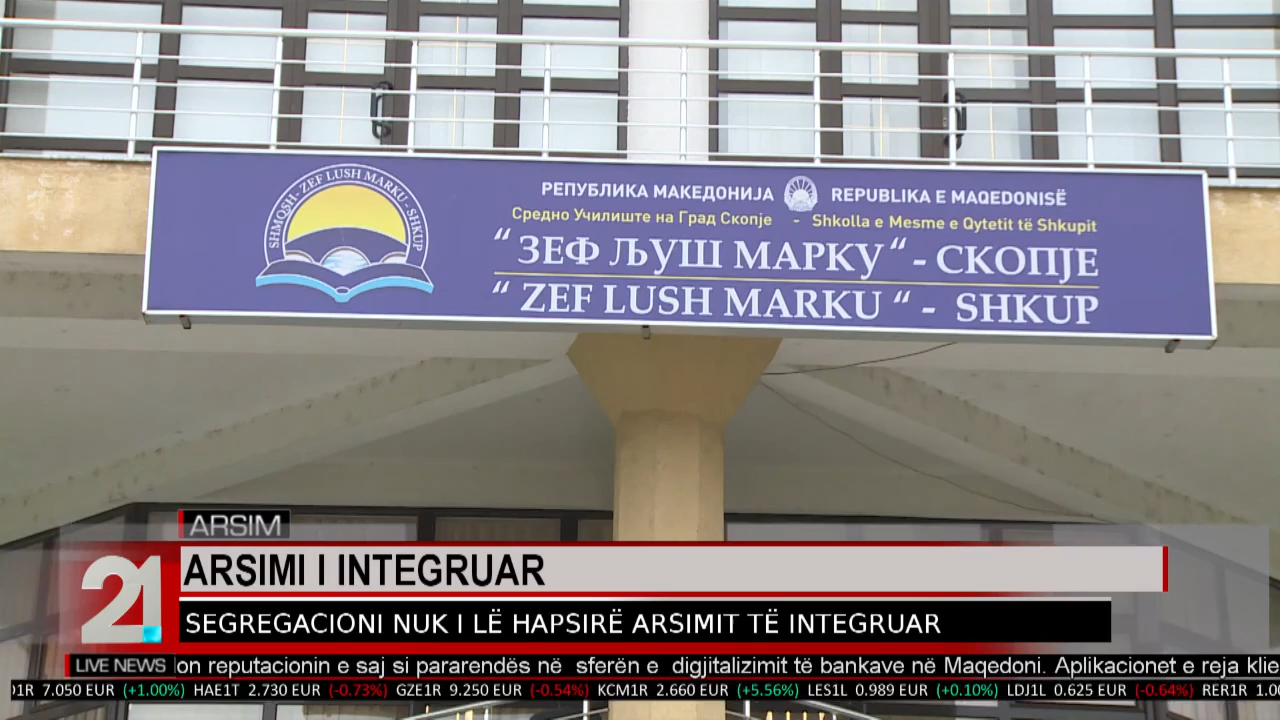 SHMQSH - ZEF LUSH MARKU - SHKUP
РЕПУБЛИКА МАКЕДОНИЈА REPUBLIKA E MAQEDONISË
Средно Училиште на Град Скопје - Shkolla e Mesme e Qytetit të Shkupit
“ ЗЕФ ЉУШ МАРКУ “ - СКОПЈЕ
“ ZEF LUSH MARKU “ - SHKUP
ARSIM
21
ARSIMI I INTEGRUAR
SEGREGACIONI NUK I LË HAPSIRË ARSIMIT TË INTEGRUAR
LIVE NEWS on reputacionin e saj si pararendës në sferën e digjitalizimit të bankave në Maqedoni. Aplikacionet e reja klie
1R 7.050 EUR (+1.00%) HAE1T 2.730 EUR (-0.73%) GZE1R 9.250 EUR (-0.54%) KCM1R 2.660 EUR (+5.56%) LES1L 0.989 EUR (+0.10%) LDJ1L 0.625 EUR (-0.64%) RER1R 1.00